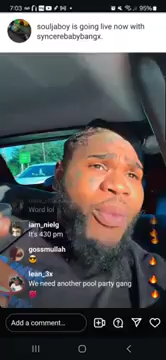 7:03
95%
souljaboy is going live now with
syncerebabybangx.
Word lol
iam_nielg
It's 430 pm
gossmullah
😎
lean_3x
We need another pool party gang
Add a comment...